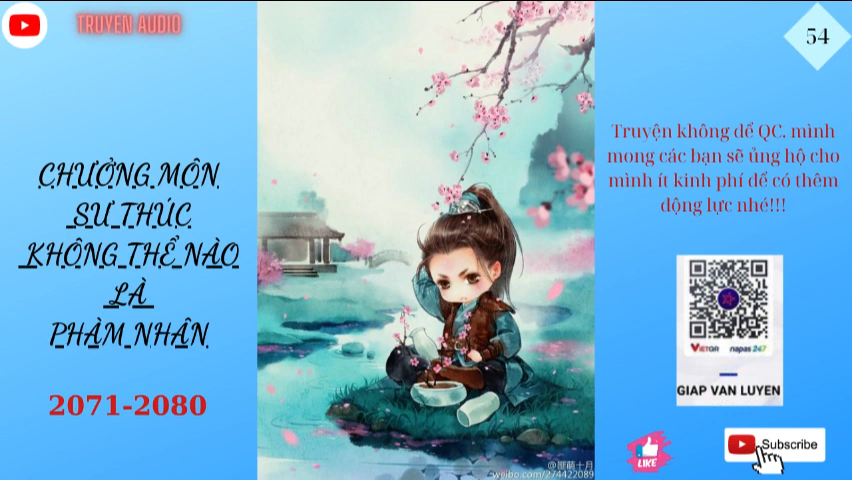 TRUYEN AUDIO
54
CHƯỞNG MÔN
SƯ THÚC
KHÔNG THỂ NÀO
LÀ
PHÀM NHÂN
2071-2080
Truyện không để QC. mình
mong các bạn sẽ ủng hộ cho
mình ít kinh phí để có thêm
động lực nhé!!!
VIETQR napas 247
GIAP VAN LUYEN
LIKE
Subscribe
weibo.com/274422089